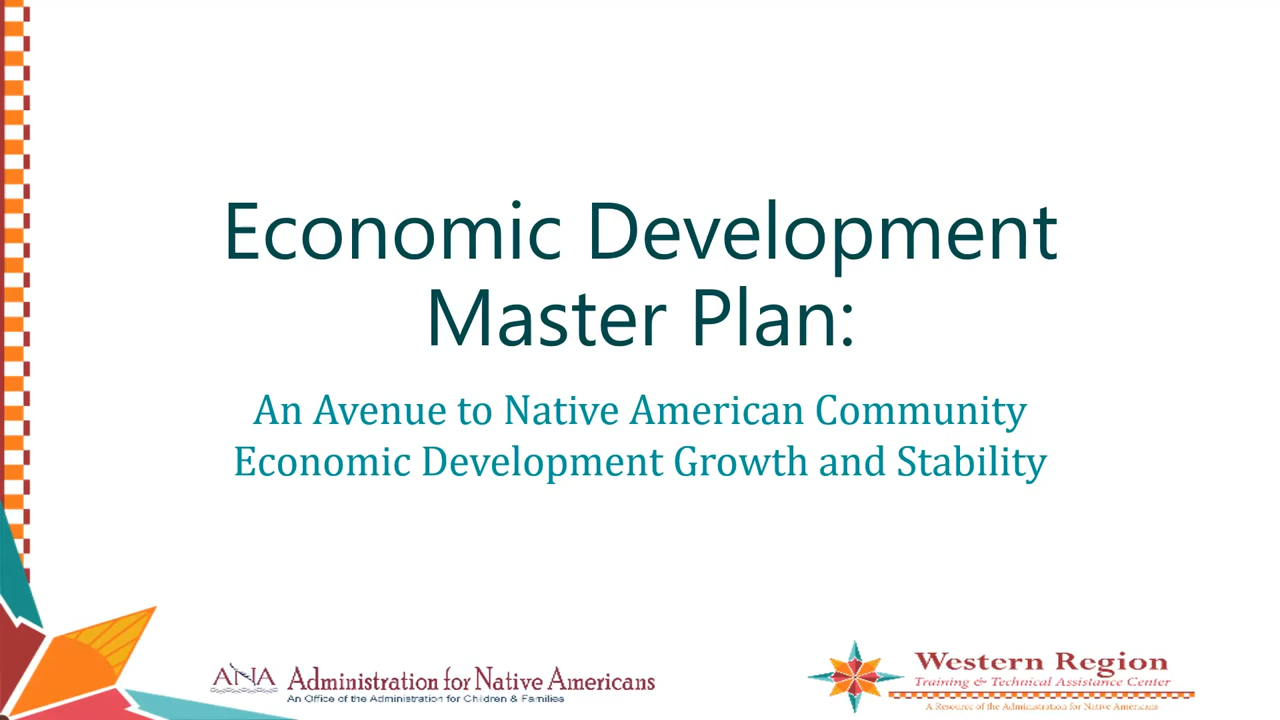 Economic Development
Master Plan:
An Avenue to Native American Community
Economic Development Growth and Stability
ANA Administration for Native Americans
An Office of the Administration for Children & Families
Western Region
Training & Technical Assistance Center
A Resource of the Administration for Native Americans